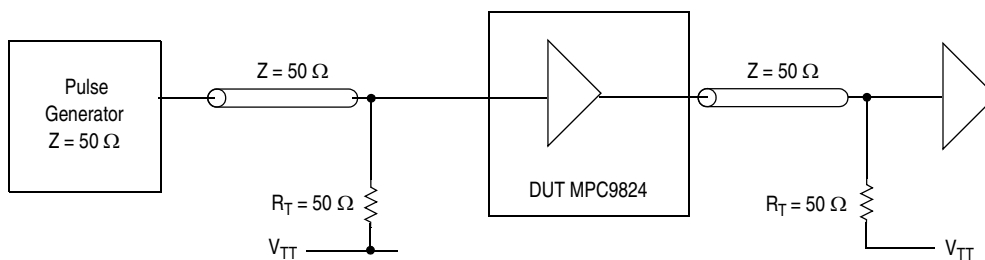 Pulse
Generator
Z = 50 Ω
Z = 50 Ω
R_T = 50 Ω
V_TT
DUT MPC9824
Z = 50 Ω
R_T = 50 Ω
V_TT